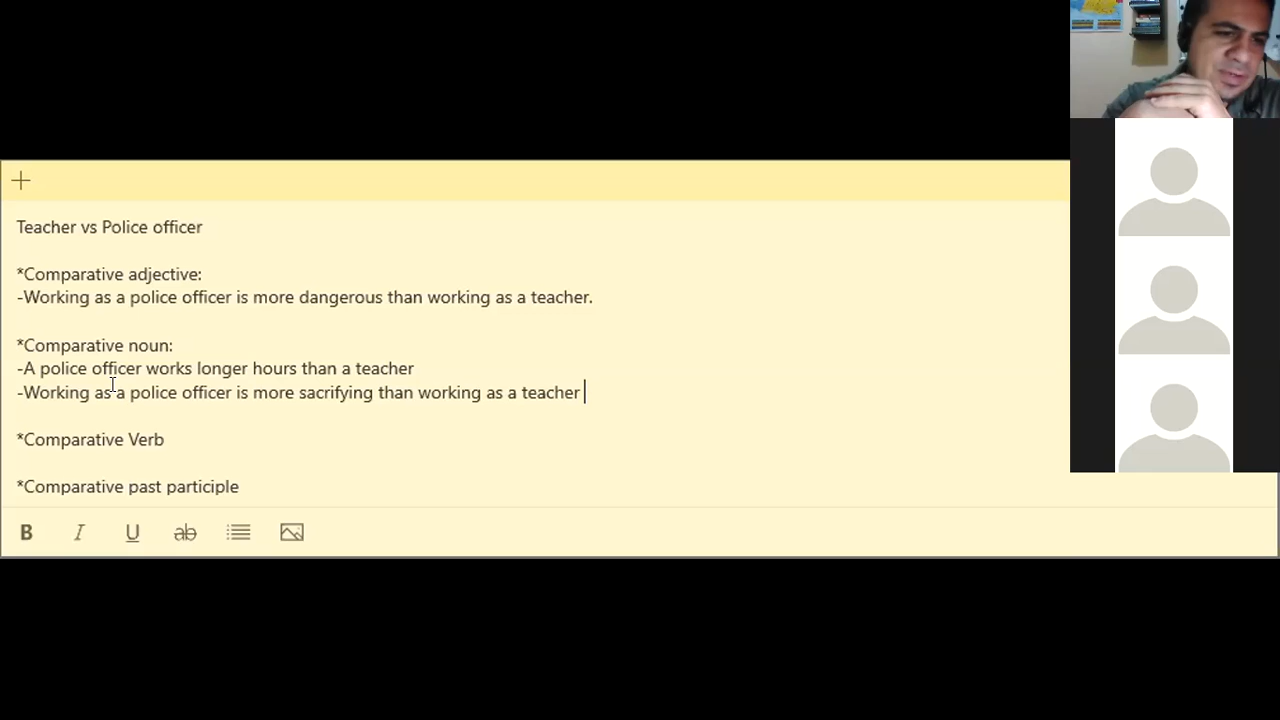 Teacher vs Police officer
*Comparative adjective:
-Working as a police officer is more dangerous than working as a teacher.
*Comparative noun:
-A police officer works longer hours than a teacher
-Working as a police officer is more sacrifying than working as a teacher
*Comparative Verb
*Comparative past participle
B I U ab